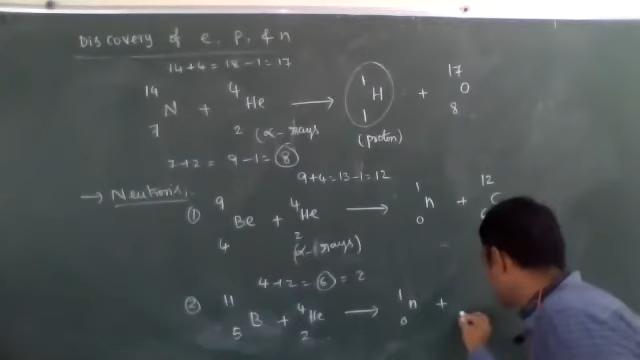 Discovery of e, p, & n
14+4 = 18-1 = 17
14 7 N + 4 2 He → 1 1 H + 17 8 O
(α-rays (proton)
7+2 = 9-1 = 8
9+4 = 13-1 = 12
→ Neutrons,
① 9 4 Be + 4 2 He → 1 0 n + 12 6 C
(α-rays)
4+2 = 6 = 2
② 11 5 B + 4 2 He → 1 0 n +